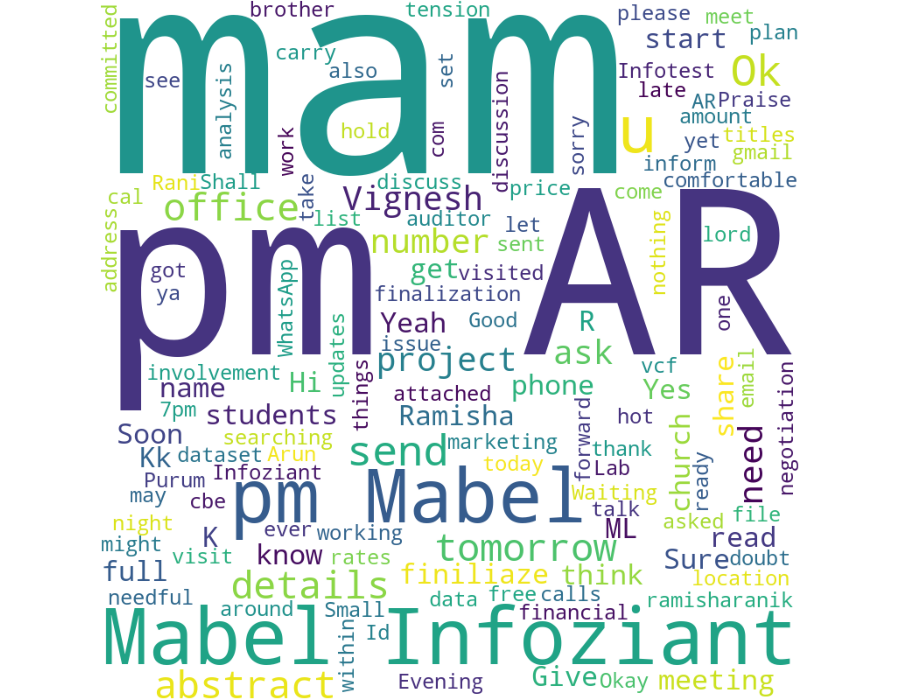 committed
brother
tension
please
meet
plan
mam
carry
start
see
analysis
work
also
set
com
discussion
sorry
Infotest
Ok
late
AR
Praise
hold
u
amount
yet
titles
inform
gmail
Rani
Shall
take
discuss
price
come
comfortable
cal
address
office
list
Vignesh
auditor
let
number
sent
nothing
lord
pm AR
got
ya
WhatsApp
get
visited
finalization
one
Yeah
Good
R
issue
updates
things
project
ask
involvement
name
Hi
attached
phone
vcf
Yes
share
email
negotiation
7pm
students
Ramisha
forward
hot
church
need
Soon
searching
send
marketing
thank
Kk
dataset
Arun
today
Lab
ready
Purum
Infoziant
pm Mabel
Waiting
may
cbe
talk
asked
file
night
K
ever
working
ML
read
might
visit
know
rates
tomorrow
Sure
doubt
full
details
finiliaze
think
location
needful
around
Small
data
free
calls
financial
ramisharanik
Id
within
Mabel Infoziant
abstract
Evening
Give
Okay
meeting